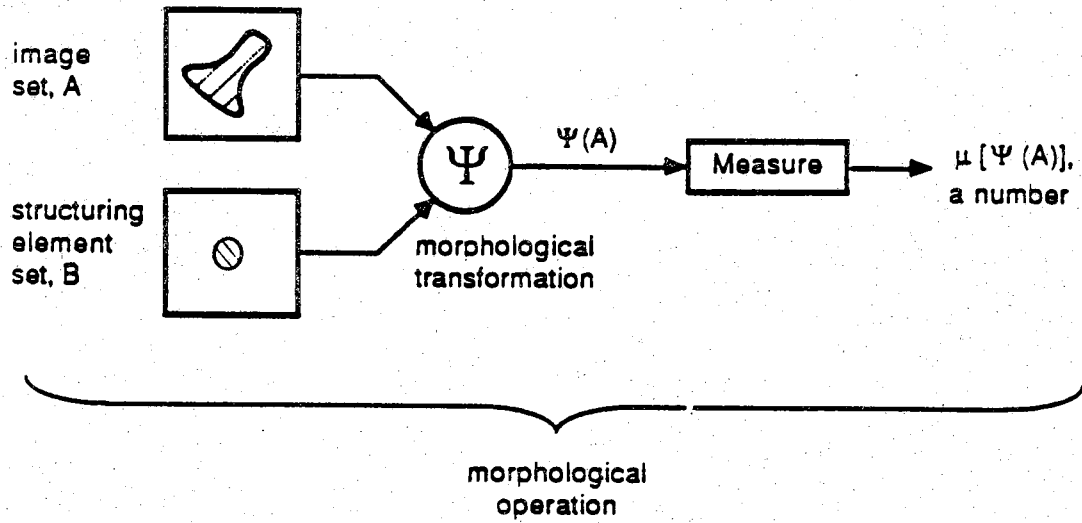 image
set, A
structuring
element
set, B
Ψ
morphological
transformation
Ψ (A)
Measure
μ [Ψ (A)],
a number
morphological
operation